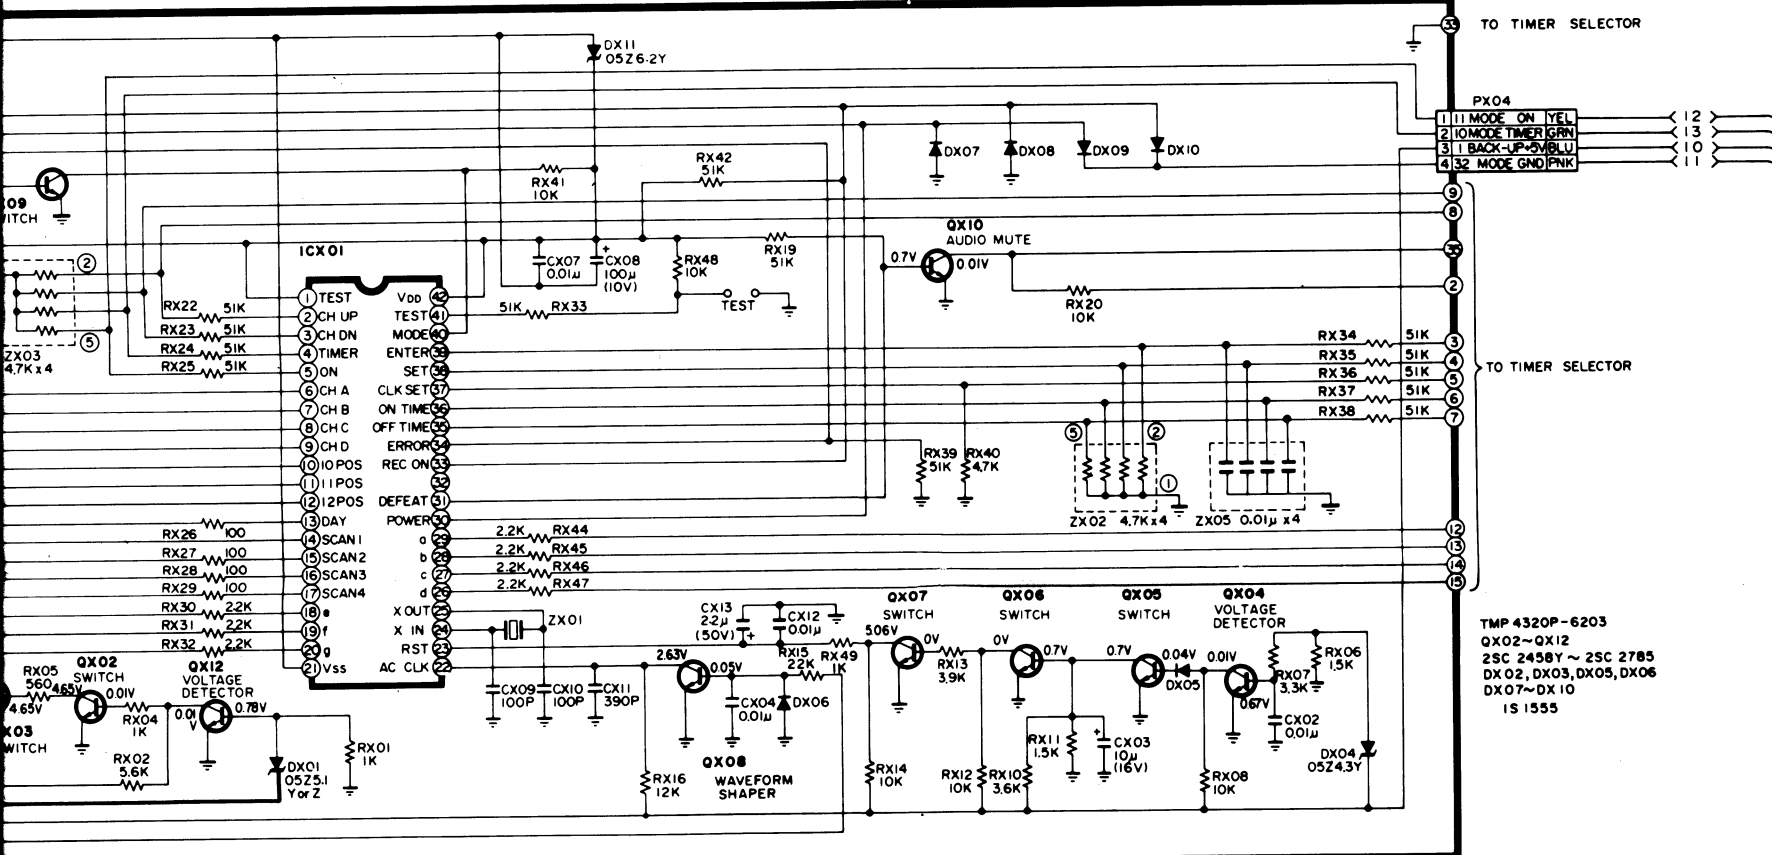 33 TO TIMER SELECTOR
DX11
05Z6.2Y
PX04
1 11 MODE ON YEL 12
2 10 MODE TIMER GRN 13
3 1 BACK-UP+5V BLU 10
4 32 MODE GND PNK 11
RX42
51K
DX07 DX08 DX09 DX10
RX41
10K
09
ITCH
9
8
QX10
AUDIO MUTE
0.7V 0.01V
35
2
RX20
10K
ICX01
CX07
0.01µ
+
CX08
100µ
(10V)
RX48
10K
RX19
51K
TEST
51K RX33
2
5
ZX03
4.7K x 4
RX22 51K
RX23 51K
RX24 51K
RX25 51K
1 TEST VDD 42
2 CH UP TEST 41
3 CH DN MODE 40
4 TIMER ENTER 39
5 ON SET 38
6 CH A CLK SET 37
7 CH B ON TIME 36
8 CH C OFF TIME 35
9 CH D ERROR 34
10 10 POS REC ON 33
11 11 POS 32
12 12 POS DEFEAT 31
13 DAY POWER 30
14 SCAN1 a 29
15 SCAN2 b 28
16 SCAN3 c 27
17 SCAN4 d 26
18 e X OUT 25
19 f X IN 24
20 g RST 23
21 Vss AC CLK 22
RX34 51K 3
RX35 51K 4
RX36 51K 5
RX37 51K 6
RX38 51K 7
TO TIMER SELECTOR
RX39
51K
RX40
4.7K
5 2
1
ZX02 4.7K x 4
ZX05 0.01µ x4
12
13
14
15
RX26 100
RX27 100
RX28 100
RX29 100
RX30 2.2K
RX31 2.2K
RX32 2.2K
2.2K RX44
2.2K RX45
2.2K RX46
2.2K RX47
ZX01
CX13
2.2µ
(50V) +
CX12
0.01µ
RX15
22K
RX49
1K
QX07
SWITCH
5.06V 0V
RX13
3.9K
QX06
SWITCH
0.7V
QX05
SWITCH
0.7V 0.04V
DX05
QX04
VOLTAGE
DETECTOR
0.01V
0.67V
RX07
3.3K
RX06
1.5K
CX02
0.01µ
DX04
05Z4.3Y
TMP 4320P-6203
QX02~QX12
2SC 2458Y ~ 2SC 2785
DX02, DX03, DX05, DX06
DX07~DX10
1S 1555
RX05
560
4.65V
4.65V
X03
WITCH
QX02
SWITCH
0.01V
RX04
1K
RX02
5.6K
QX12
VOLTAGE
DETECTOR
0.01
V
0.78V
DX01
05Z5.1
Y or Z
RX01
1K
CX09
100P
CX10
100P
CX11
390P
RX16
12K
2.63V 0.05V
CX04
0.01µ
DX06
QX08
WAVEFORM
SHAPER
RX14
10K
RX12
10K
RX10
3.6K
RX11
1.5K
+
CX03
10µ
(16V)
RX08
10K